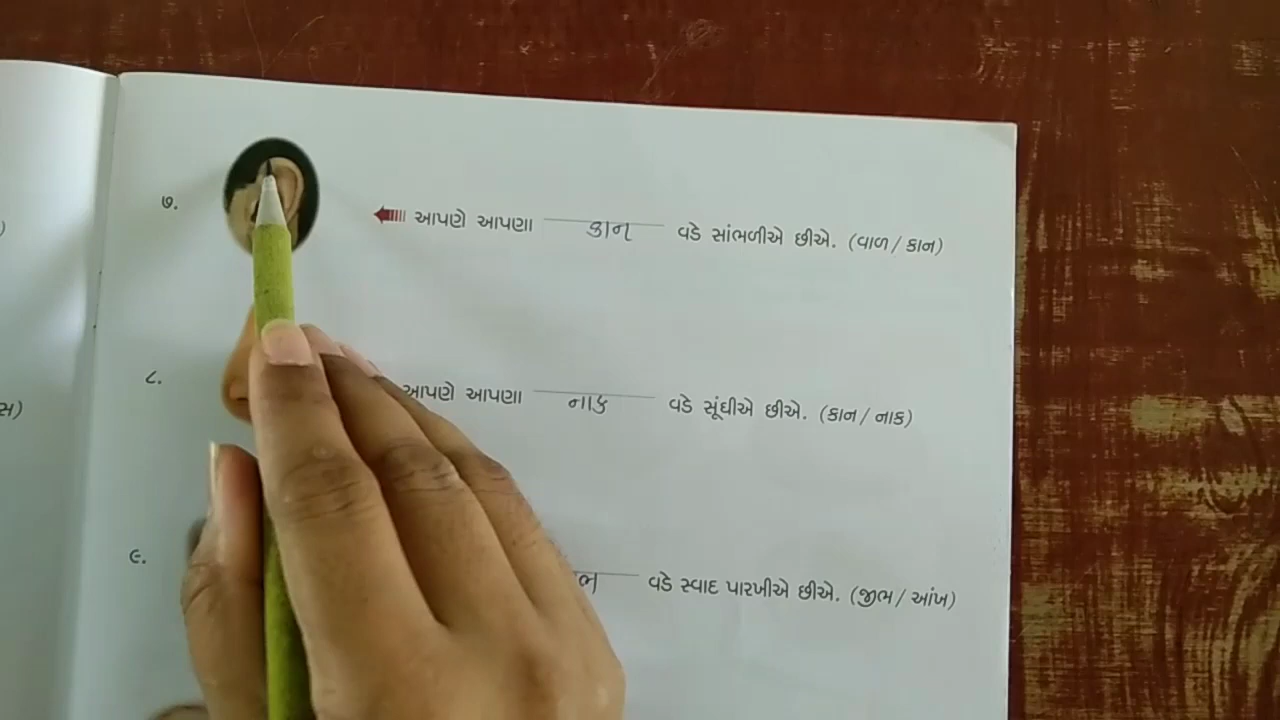 )
૭. આપણે આપણા કાન વડે સાંભળીએ છીએ. (વાળ / કાન)
૮. આપણે આપણા નાક વડે સૂંઘીએ છીએ. (કાન / નાક)
સ)
૯. ભ વડે સ્વાદ પારખીએ છીએ. (જીભ / આંખ)